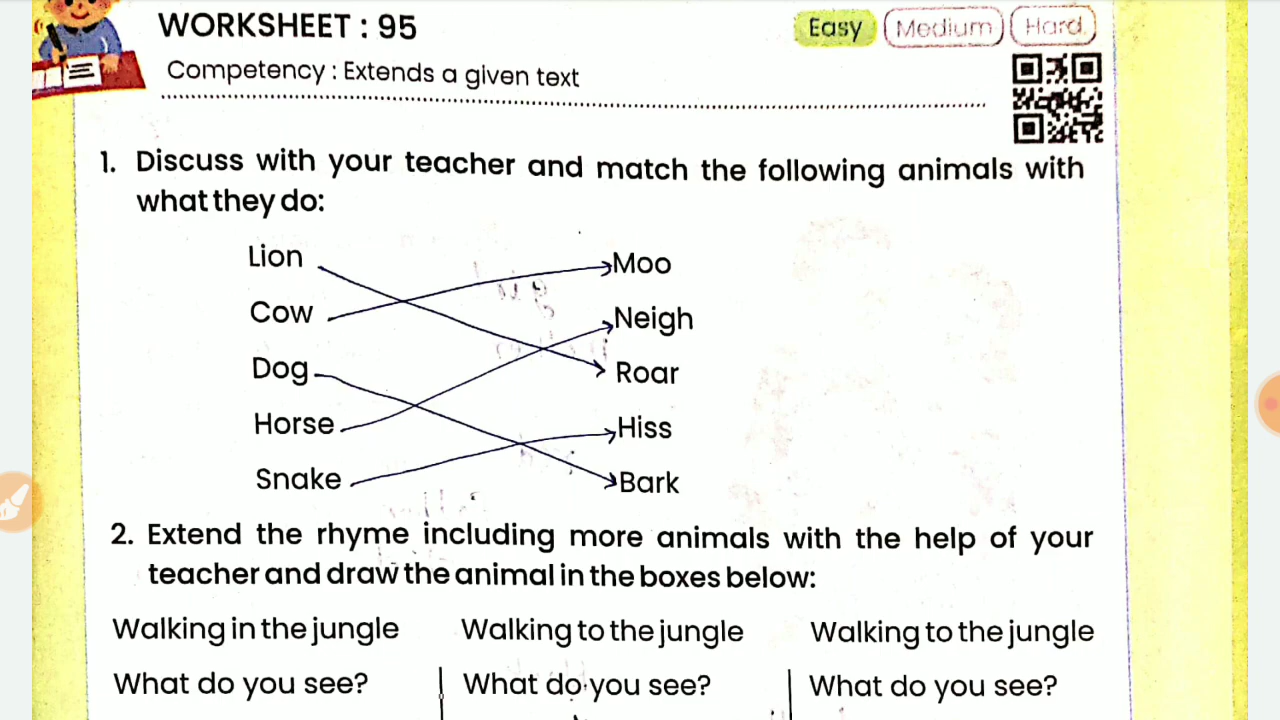 WORKSHEET : 95
Easy Medium Hard
Competency : Extends a given text
1. Discuss with your teacher and match the following animals with
what they do:
Lion Moo
Cow Neigh
Dog Roar
Horse Hiss
Snake Bark
2. Extend the rhyme including more animals with the help of your
teacher and draw the animal in the boxes below:
Walking in the jungle Walking to the jungle Walking to the jungle
What do you see? What do you see? What do you see?